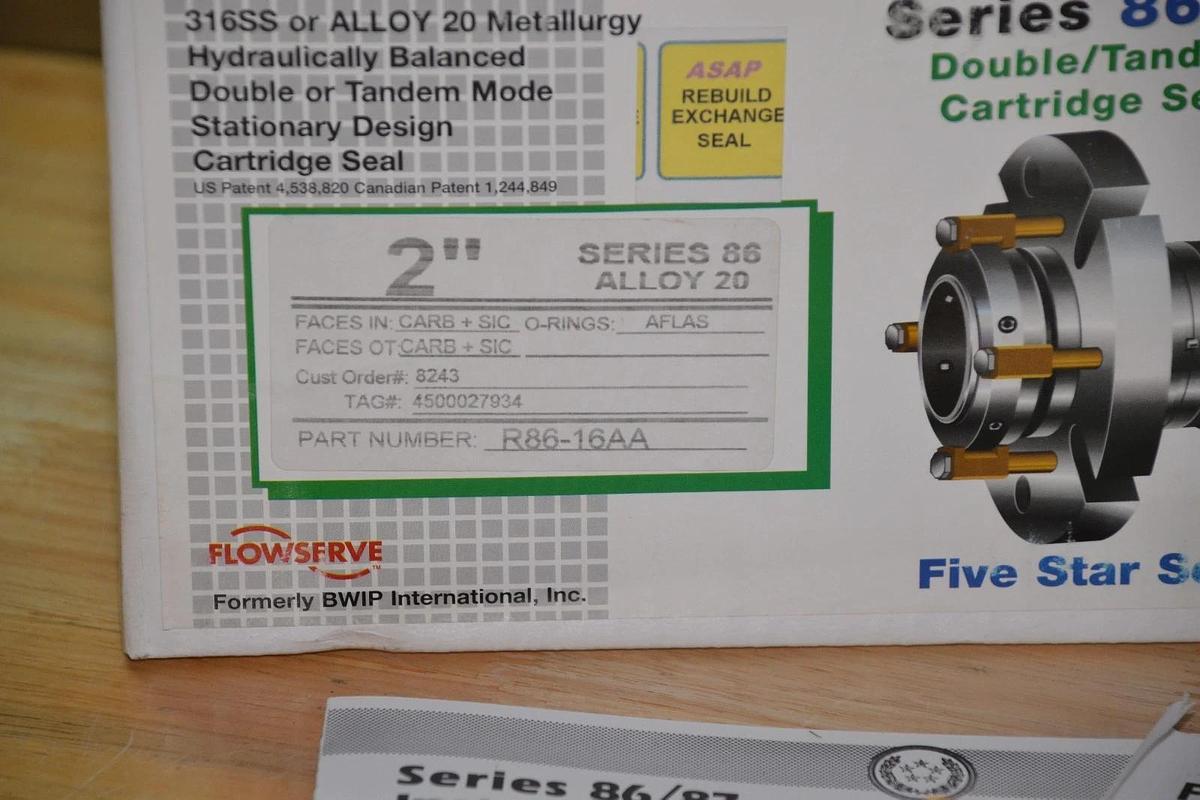 316SS or ALLOY 20 Metallurgy
Hydraulically Balanced
Double or Tandem Mode
Stationary Design
Cartridge Seal
US Patent 4,538,820 Canadian Patent 1,244,849
ASAP
REBUILD
EXCHANGE
SEAL
Series 86
Double/Tand
Cartridge Se
2"
SERIES 86
ALLOY 20
FACES IN: CARB + SIC O-RINGS: AFLAS
FACES OT: CARB + SIC
Cust Order#: 8243
TAG#: 4500027934
PART NUMBER: R86-16AA
FLOWSERVE™
Formerly BWIP International, Inc.
Five Star Se
Series 86/87